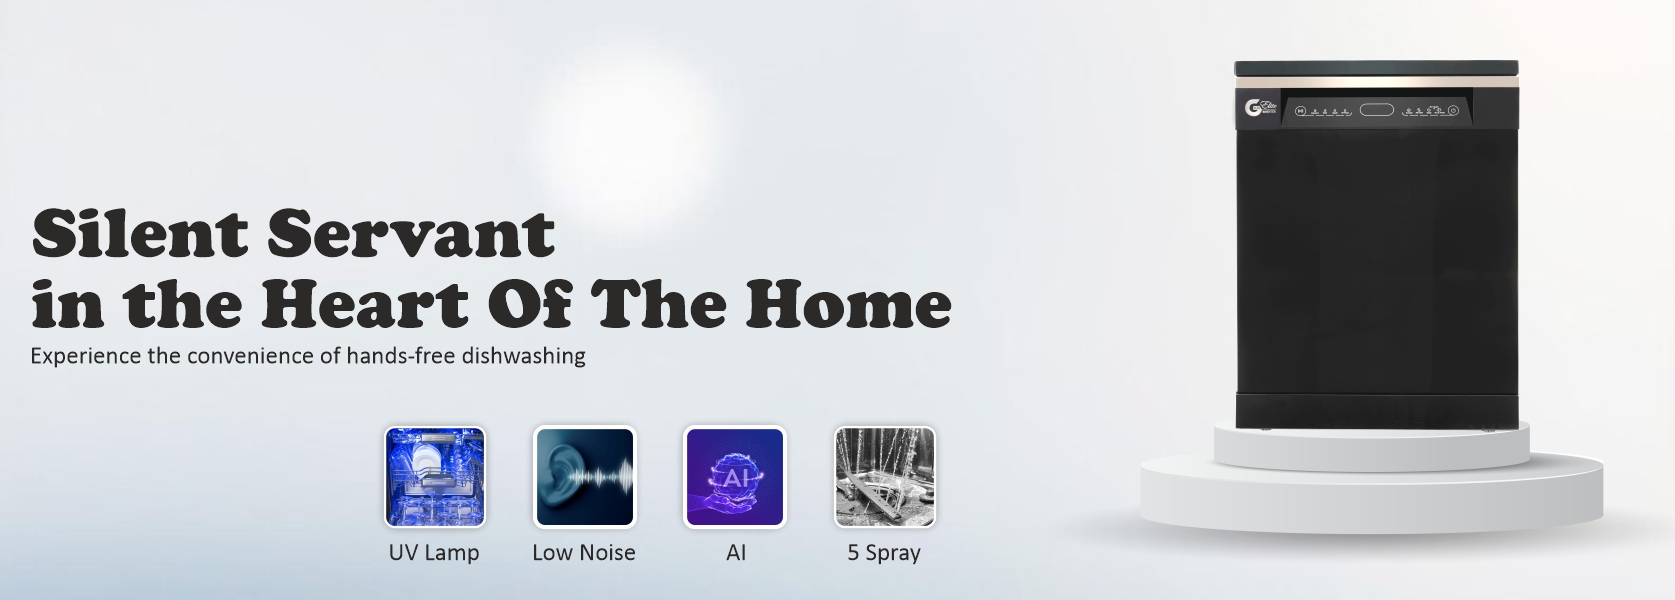 Silent Servant
in the Heart Of The Home
Experience the convenience of hands-free dishwashing
G Elite
AI
UV Lamp
Low Noise
AI
5 Spray